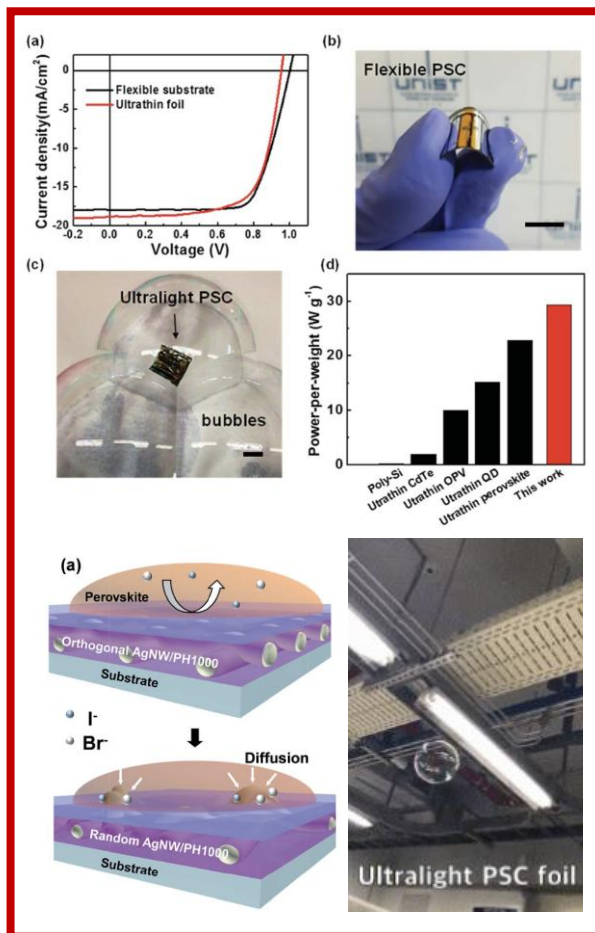 (a)
0
-5
-10
-15
-20
Current density(mA/cm²)
Flexible substrate
Ultrathin foil
-0.2 0.0 0.2 0.4 0.6 0.8 1.0
Voltage (V)
(b)
Flexible PSC
UNIST
(c)
Ultralight PSC
bubbles
(d)
Power-per-weight (W g⁻¹)
30
20
10
0
Poly-Si
Utrathin CdTe
Utrathin OPV
Utrathin QD
Utrathin perovskite
This work
(a)
Perovskite
Orthogonal AgNW/PH1000
Substrate
I⁻
Br⁻
Diffusion
Random AgNW/PH1000
Substrate
Ultralight PSC foil